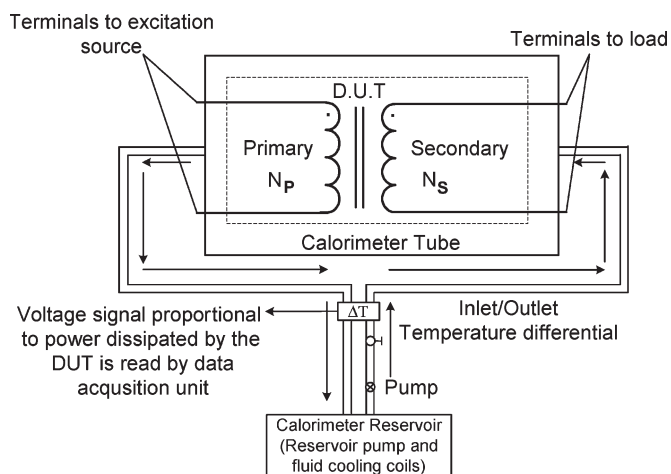 Terminals to excitation
source
Terminals to load
D.U.T
Primary
Secondary
N_P
N_S
Calorimeter Tube
Voltage signal proportional
to power dissipated by the
DUT is read by data
acqusition unit
ΔT
Inlet/Outlet
Temperature differential
Pump
Calorimeter Reservoir
(Reservoir pump and
fluid cooling coils)